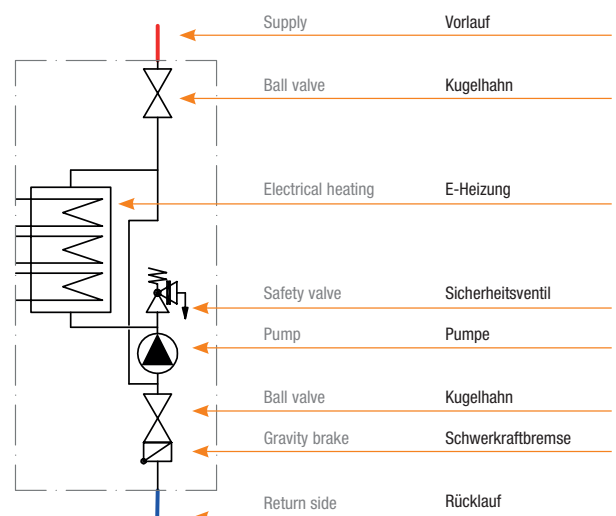 Supply Vorlauf
Ball valve Kugelhahn
Electrical heating E-Heizung
Safety valve Sicherheitsventil
Pump Pumpe
Ball valve Kugelhahn
Gravity brake Schwerkraftbremse
Return side Rücklauf